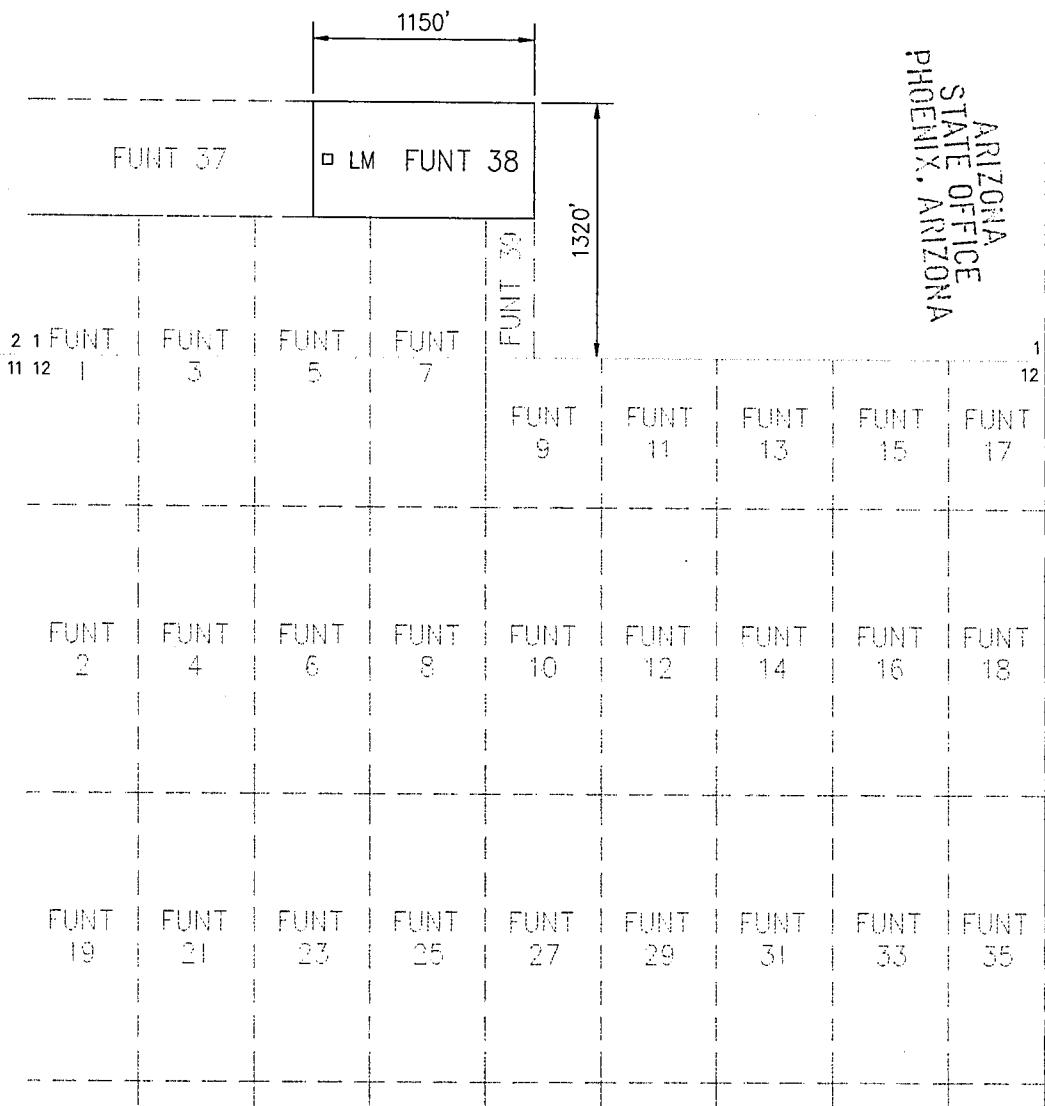 1150'
ARIZONA
STATE OFFICE
PHOENIX, ARIZONA
FUNT 37
LM FUNT 38
1320'
FUNT 39
2 1
11 12
FUNT
1
FUNT
3
FUNT
5
FUNT
7
1
12
FUNT
9
FUNT
11
FUNT
13
FUNT
15
FUNT
17
FUNT
2
FUNT
4
FUNT
6
FUNT
8
FUNT
10
FUNT
12
FUNT
14
FUNT
16
FUNT
18
FUNT
19
FUNT
21
FUNT
23
FUNT
25
FUNT
27
FUNT
29
FUNT
31
FUNT
33
FUNT
35